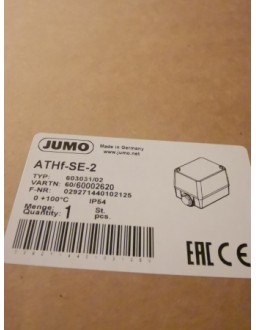 JUMO
Made in Germany
www.jumo.net
ATHf-SE-2
TYP: 603031/02
VARTN: 60/60002620
F-NR: 029271440102125
0 +100°C IP54
Menge: 1 St.
Quantity: pcs.
EAC CE